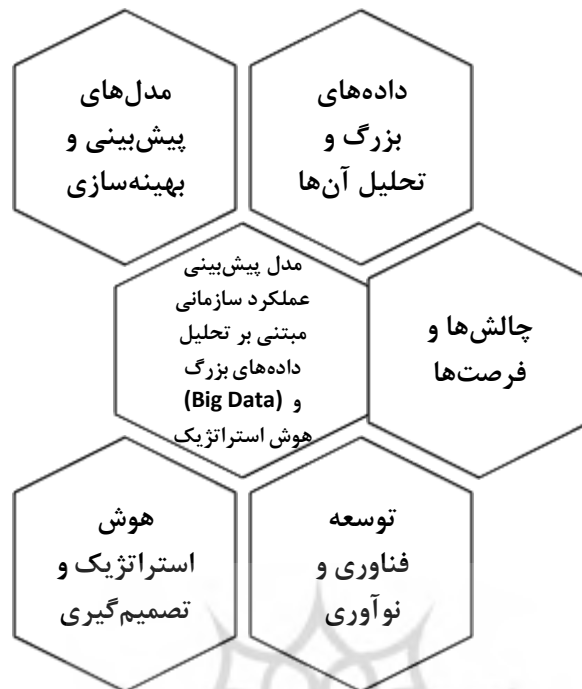 داده‌های
بزرگ و
تحلیل آن‌ها
مدل‌های
پیش‌بینی و
بهینه‌سازی
چالش‌ها و
فرصت‌ها
مدل پیش‌بینی
عملکرد سازمانی
مبتنی بر تحلیل
داده‌های بزرگ
(Big Data) و
هوش استراتژیک
توسعه
فناوری و
نوآوری
هوش
استراتژیک و
تصمیم‌گیری